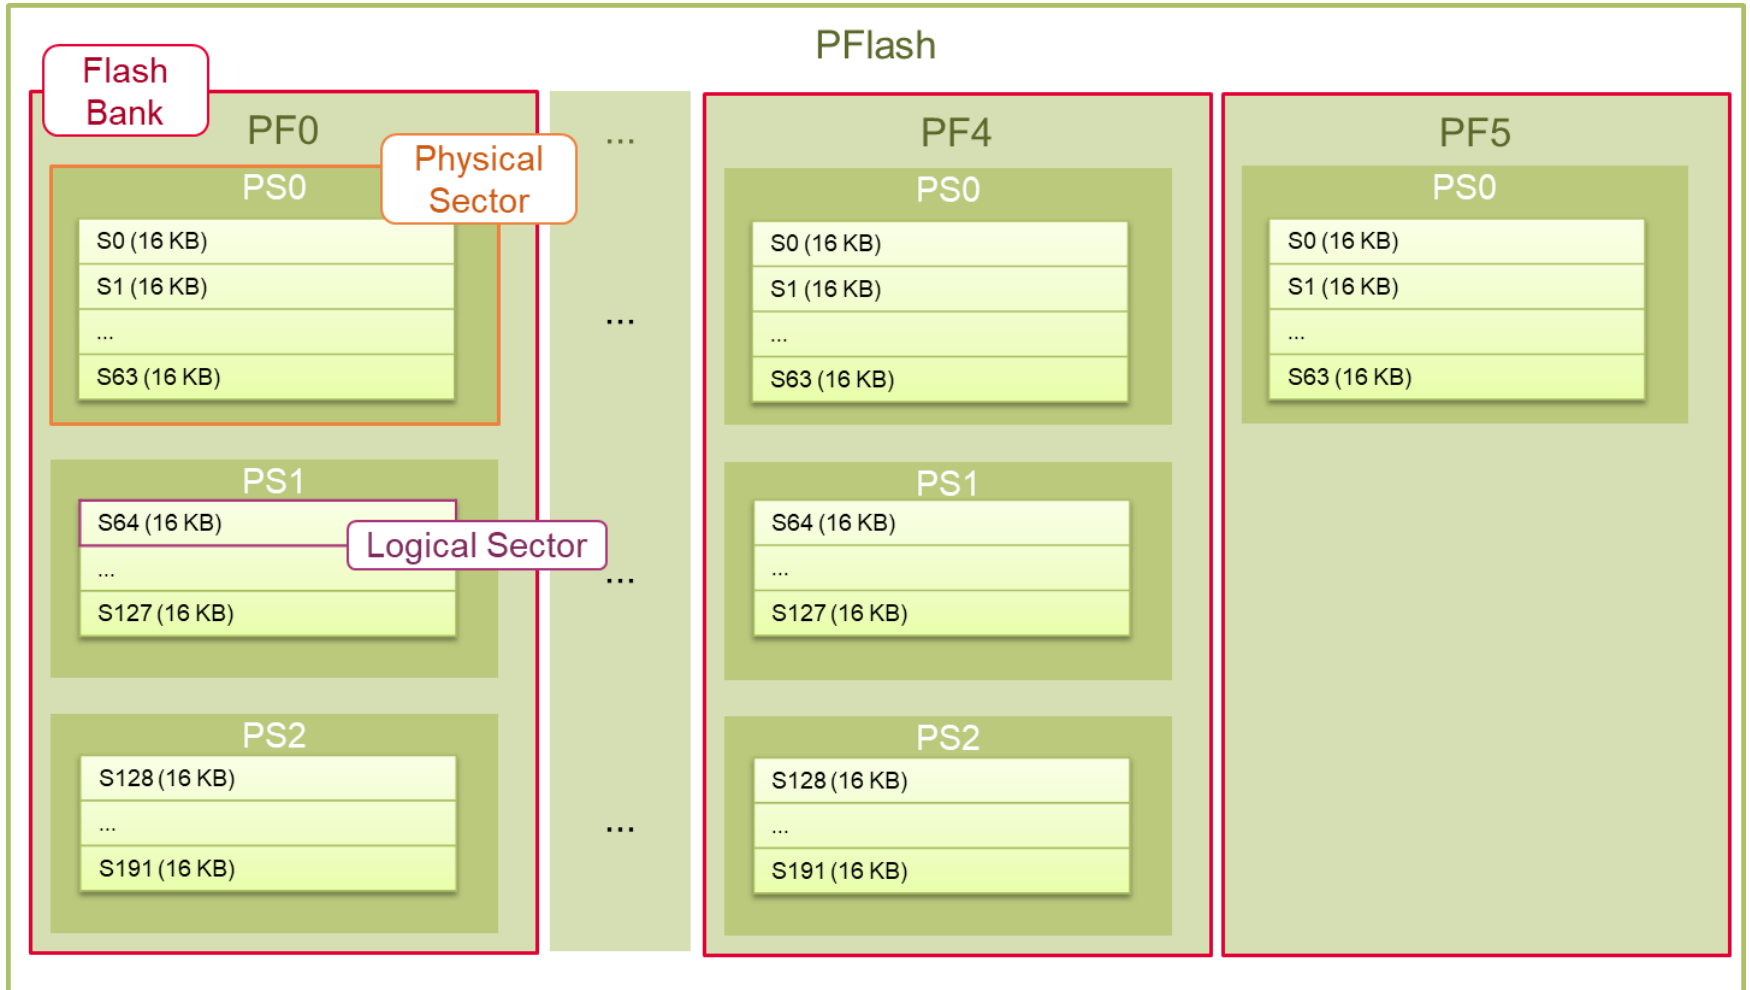 PFlash
Flash
Bank
PF0
Physical
Sector
PS0
S0 (16 KB)
S1 (16 KB)
...
S63 (16 KB)
PS1
S64 (16 KB)
Logical Sector
...
S127 (16 KB)
PS2
S128 (16 KB)
...
S191 (16 KB)
...
...
...
...
PF4
PS0
S0 (16 KB)
S1 (16 KB)
...
S63 (16 KB)
PS1
S64 (16 KB)
...
S127 (16 KB)
PS2
S128 (16 KB)
...
S191 (16 KB)
PF5
PS0
S0 (16 KB)
S1 (16 KB)
...
S63 (16 KB)